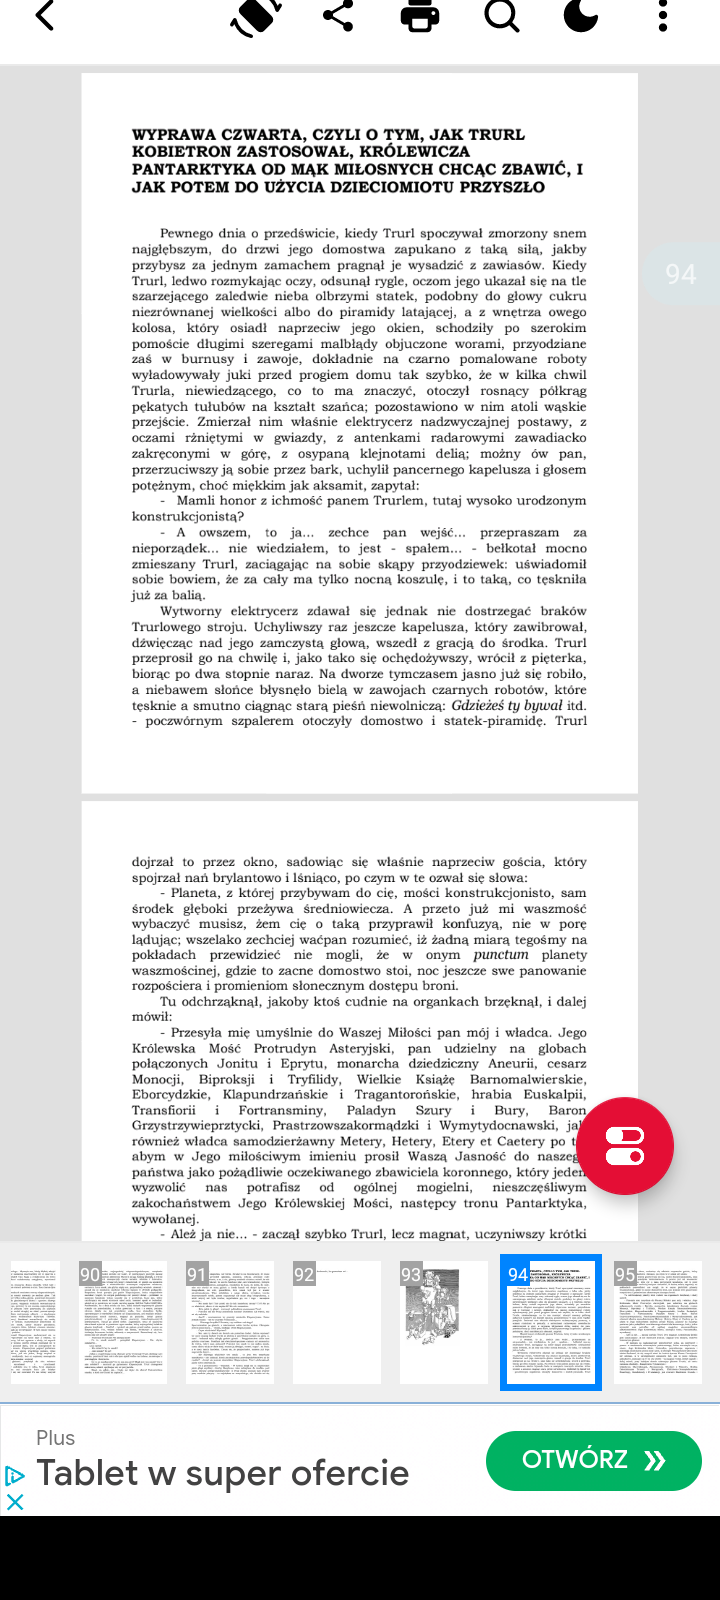 94
WYPRAWA CZWARTA, CZYLI O TYM, JAK TRURL
KOBIETRON ZASTOSOWAŁ, KRÓLEWICZA
PANTARKTYKA OD MĄK MIŁOSNYCH CHCĄC ZBAWIĆ, I
JAK POTEM DO UŻYCIA DZIECIOMIOTU PRZYSZŁO
Pewnego dnia o przedświcie, kiedy Trurl spoczywał zmorzony snem
najgłębszym, do drzwi jego domostwa zapukano z taką siłą, jakby
przybysz za jednym zamachem pragnął je wysadzić z zawiasów. Kiedy
Trurl, ledwo rozmykając oczy, odsunął rygle, oczom jego ukazał się na tle
szarzejącego zaledwie nieba olbrzymi statek, podobny do głowy cukru
niezrównanej wielkości albo do piramidy latającej, a z wnętrza owego
kolosa, który osiadł naprzeciw jego okien, schodziły po szerokim
pomoście długimi szeregami malbłądy objuczone worami, przyodziane
zaś w burnusy i zawoje, dokładnie na czarno pomalowane roboty
wyładowywały juki przed progiem domu tak szybko, że w kilka chwil
Trurla, niewiedzącego, co to ma znaczyć, otoczył rosnący półkrąg
pękatych tułubów na kształt szańca; pozostawiono w nim atoli wąskie
przejście. Zmierzał nim właśnie elektrycerz nadzwyczajnej postawy, z
oczami rżniętymi w gwiazdy, z antenkami radarowymi zawadiacko
zakręconymi w górę, z osypaną klejnotami delią; możny ów pan,
przerzuciwszy ją sobie przez bark, uchylił pancernego kapelusza i głosem
potężnym, choć miękkim jak aksamit, zapytał:
- Mamli honor z ichmość panem Trurlem, tutaj wysoko urodzonym
konstrukcjonistą?
- A owszem, to ja... zechce pan wejść... przepraszam za
nieporządek... nie wiedziałem, to jest - spałem... - bełkotał mocno
zmieszany Trurl, zaciągając na sobie skąpy przyodziewek: uświadomił
sobie bowiem, że za cały ma tylko nocną koszulę, i to taką, co tęskniła
już za balią.
Wytworny elektrycerz zdawał się jednak nie dostrzegać braków
Trurlowego stroju. Uchyliwszy raz jeszcze kapelusza, który zawibrował,
dźwięcząc nad jego zamczystą głową, wszedł z gracją do środka. Trurl
przeprosił go na chwilę i, jako tako się ochędożywszy, wrócił z pięterka,
biorąc po dwa stopnie naraz. Na dworze tymczasem jasno już się robiło,
a niebawem słońce błysnęło bielą w zawojach czarnych robotów, które
tęsknie a smutno ciągnąc starą pieśń niewolniczą: Gdzieżeś ty bywał itd.
- poczwórnym szpalerem otoczyły domostwo i statek-piramidę. Trurl
dojrzał to przez okno, sadowiąc się właśnie naprzeciw gościa, który
spojrzał nań brylantowo i lśniąco, po czym w te ozwał się słowa:
- Planeta, z której przybywam do cię, mości konstrukcjonisto, sam
środek głęboki przeżywa średniowiecza. A przeto już mi waszmość
wybaczyć musisz, żem cię o taką przyprawił konfuzyą, nie w porę
lądując; wszelako zechciej waćpan rozumieć, iż żadną miarą tegośmy na
pokładach przewidzieć nie mogli, że w onym punctum planety
waszmościnej, gdzie to zacne domostwo stoi, noc jeszcze swe panowanie
rozpościera i promieniom słonecznym dostępu broni.
Tu odchrząknął, jakoby ktoś cudnie na organkach brzęknął, i dalej
mówił:
- Przesyła mię umyślnie do Waszej Miłości pan mój i władca. Jego
Królewska Mość Protrudyn Asteryjski, pan udzielny na globach
połączonych Jonitu i Eprytu, monarcha dziedziczny Aneurii, cesarz
Monocji, Biproksji i Tryfilidy, Wielkie Książę Barnomalwierskie,
Eborcydzkie, Klapundrzańskie i Tragantorońskie, hrabia Euskalpii,
Transfiorii i Fortransminy, Paladyn Szury i Bury, Baron
Grzystrzywieprztycki, Prastrzowszakormądzki i Wymytydocnawski,
również władca samodzierżawny Metery, Hetery, Etery et Caetery po
abym w Jego miłościwym imieniu prosił Waszą Jasność do
państwa jako pożądliwie oczekiwanego zbawiciela koronnego, który jeden
wyzwolić nas potrafisz od ogólnej mogielni, nieszczęśliwym
zakochaństwem Jego Królewskiej Mości, następcy tronu Pantarktyka,
wywołanej.
- Ależ ja nie... - zaczął szybko Trurl, lecz magnat, uczyniwszy krótki
90
91
92
93
94
95
Plus
Tablet w super ofercie
OTWÓRZ